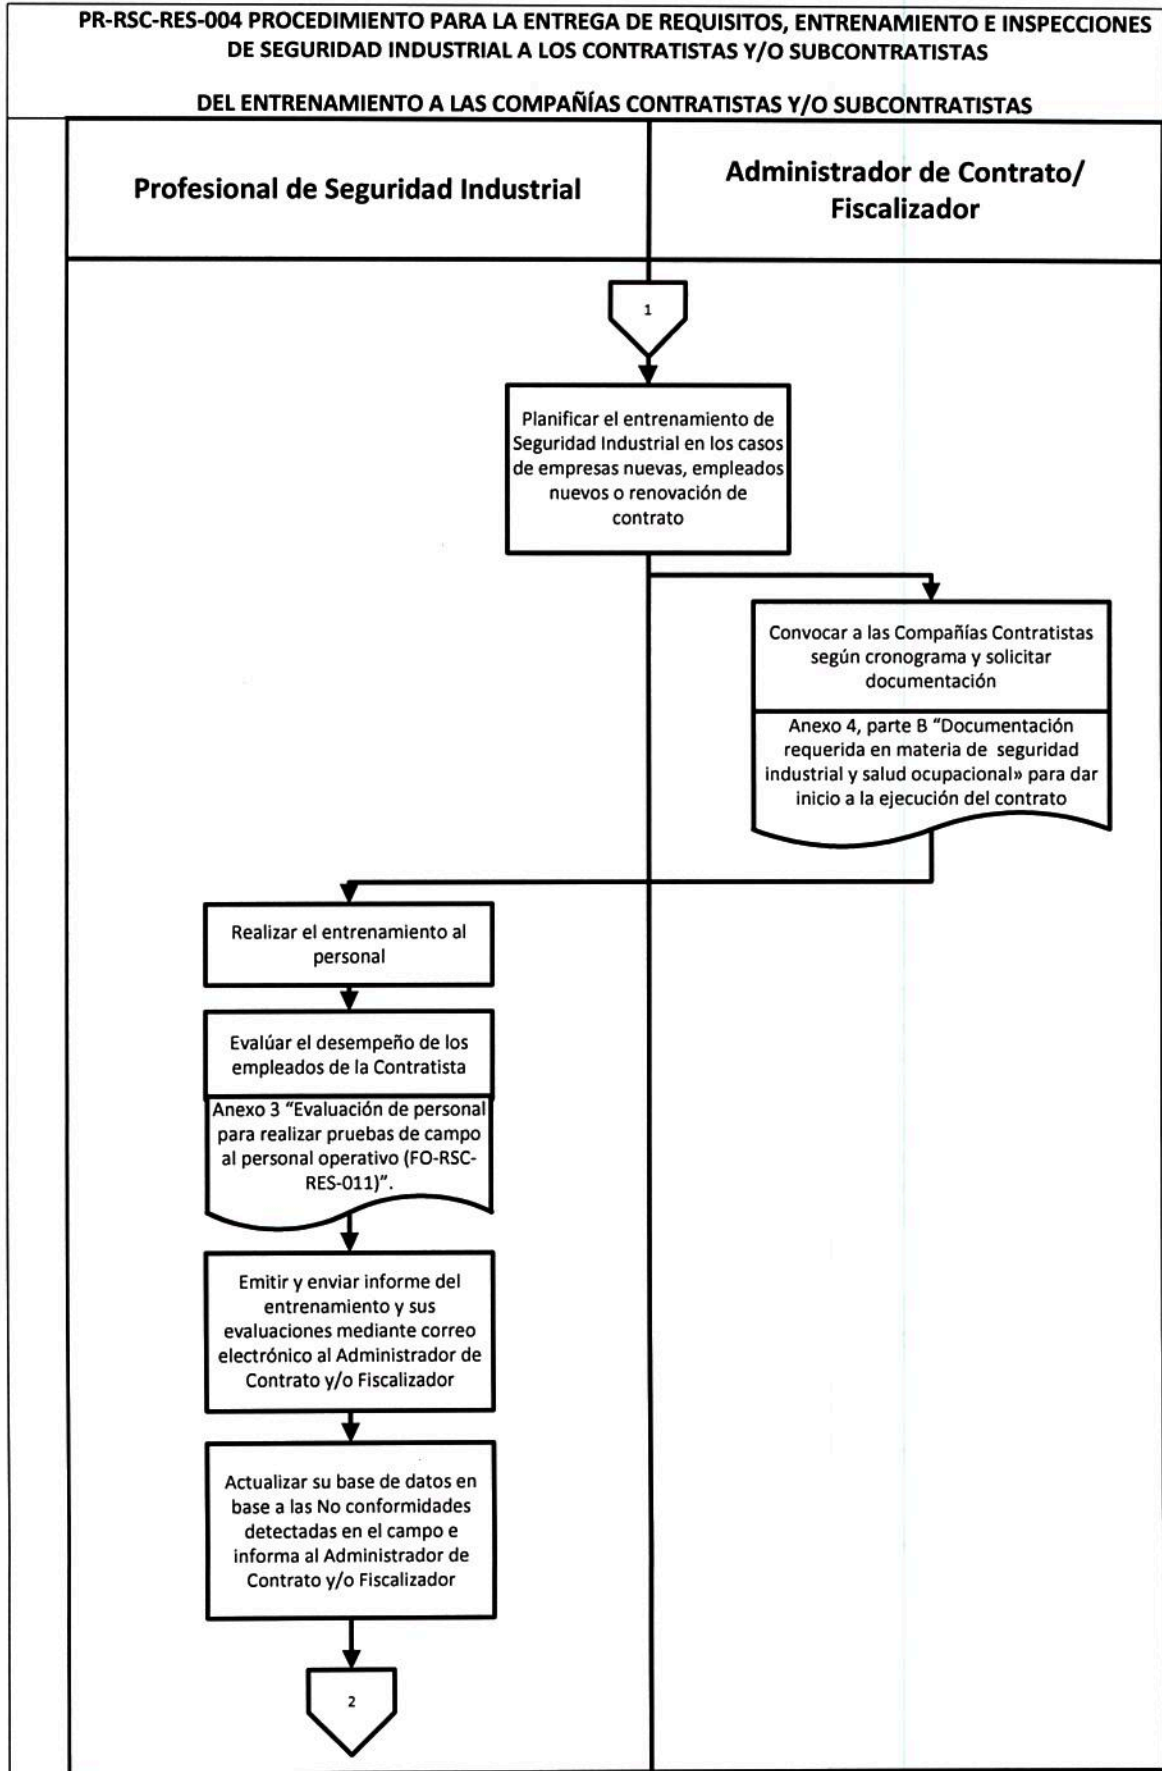 PR-RSC-RES-004 PROCEDIMIENTO PARA LA ENTREGA DE REQUISITOS, ENTRENAMIENTO E INSPECCIONES
DE SEGURIDAD INDUSTRIAL A LOS CONTRATISTAS Y/O SUBCONTRATISTAS
DEL ENTRENAMIENTO A LAS COMPAÑÍAS CONTRATISTAS Y/O SUBCONTRATISTAS
Profesional de Seguridad Industrial
Administrador de Contrato/
Fiscalizador
1
Planificar el entrenamiento de
Seguridad Industrial en los casos
de empresas nuevas, empleados
nuevos o renovación de
contrato
Convocar a las Compañías Contratistas
según cronograma y solicitar
documentación
Anexo 4, parte B “Documentación
requerida en materia de seguridad
industrial y salud ocupacional» para dar
inicio a la ejecución del contrato
Realizar el entrenamiento al
personal
Evalúar el desempeño de los
empleados de la Contratista
Anexo 3 “Evaluación de personal
para realizar pruebas de campo
al personal operativo (FO-RSC-
RES-011)”.
Emitir y enviar informe del
entrenamiento y sus
evaluaciones mediante correo
electrónico al Administrador de
Contrato y/o Fiscalizador
Actualizar su base de datos en
base a las No conformidades
detectadas en el campo e
informa al Administrador de
Contrato y/o Fiscalizador
2